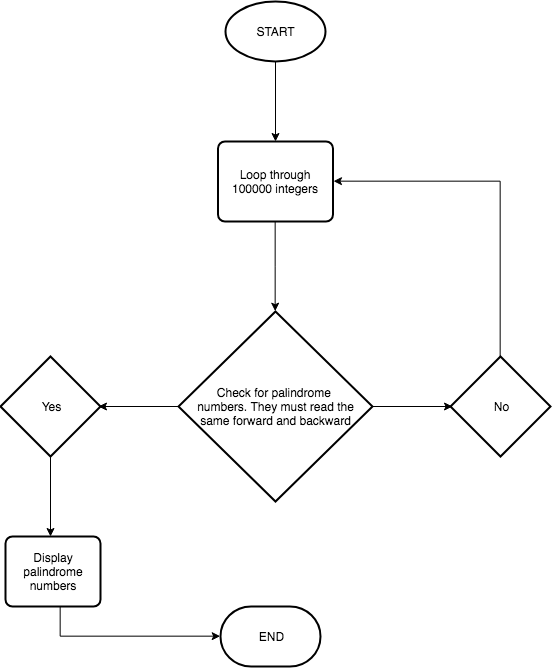 START
Loop through
100000 integers
Check for palindrome
numbers. They must read the
same forward and backward
Yes
No
Display
palindrome
numbers
END